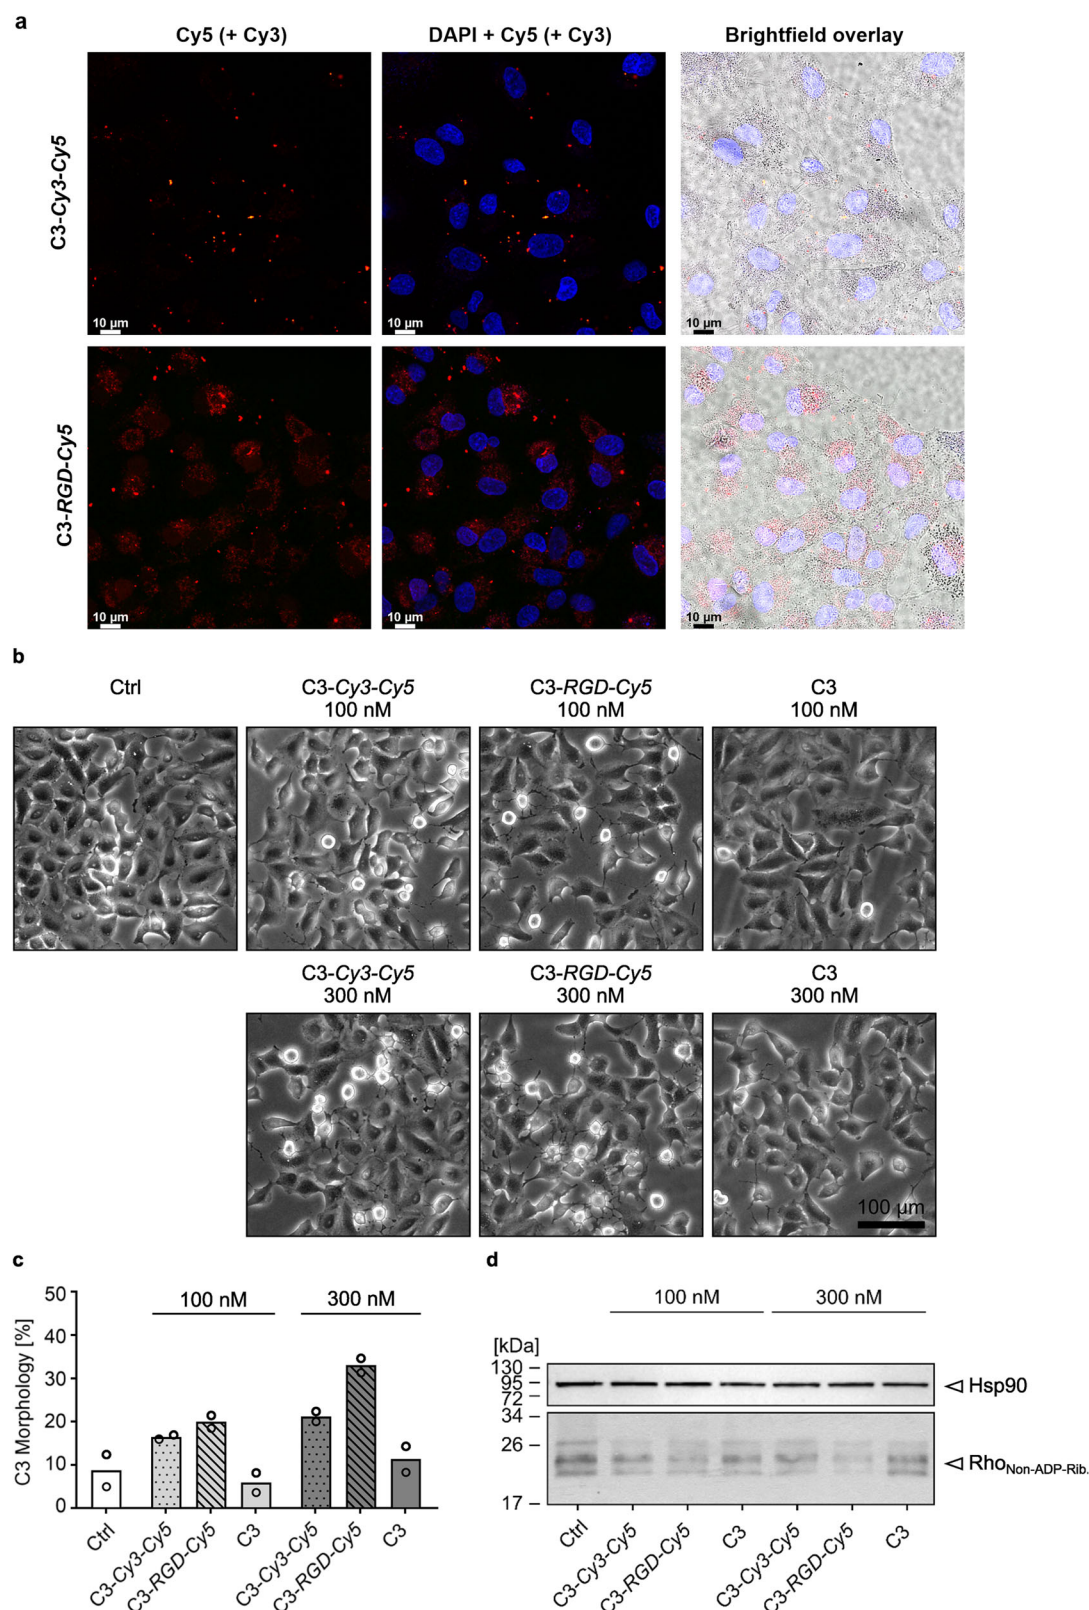 a
Cy5 (+ Cy3)
DAPI + Cy5 (+ Cy3)
Brightfield overlay
C3-Cy3-Cy5
10 µm
10 µm
10 µm
C3-RGD-Cy5
10 µm
10 µm
10 µm
b
Ctrl
C3-Cy3-Cy5
100 nM
C3-RGD-Cy5
100 nM
C3
100 nM
C3-Cy3-Cy5
300 nM
C3-RGD-Cy5
300 nM
C3
300 nM
100 µm
c
C3 Morphology [%]
50
40
30
20
10
0
100 nM
300 nM
Ctrl
C3-Cy3-Cy5
C3-RGD-Cy5
C3
C3-Cy3-Cy5
C3-RGD-Cy5
C3
d
100 nM
300 nM
[kDa]
130
95
72
34
26
17
Hsp90
RhoNon-ADP-Rib.
Ctrl
C3-Cy3-Cy5
C3-RGD-Cy5
C3
C3-Cy3-Cy5
C3-RGD-Cy5
C3